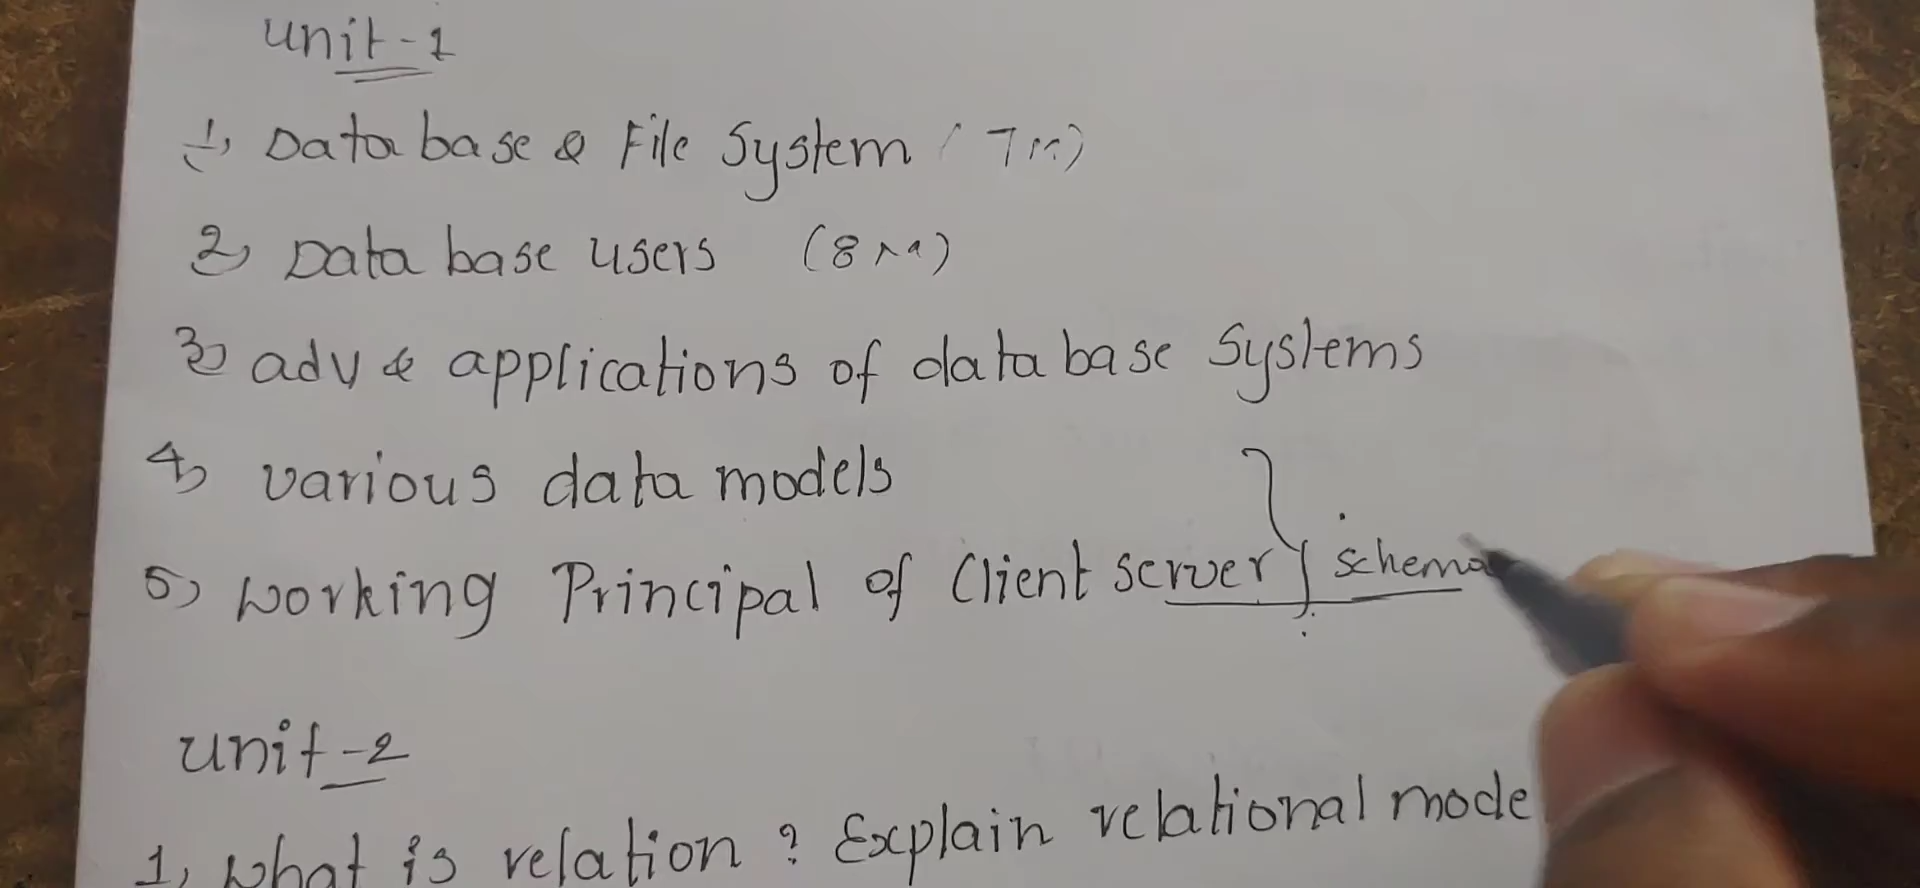 unit-1
1, Data base & File System (7m)
2) Data base users (8m)
3) adv & applications of data base Systems
4) various data models
5) Working Principal of Client server } schema
unit-2
1, What is relation ? Explain relational mode